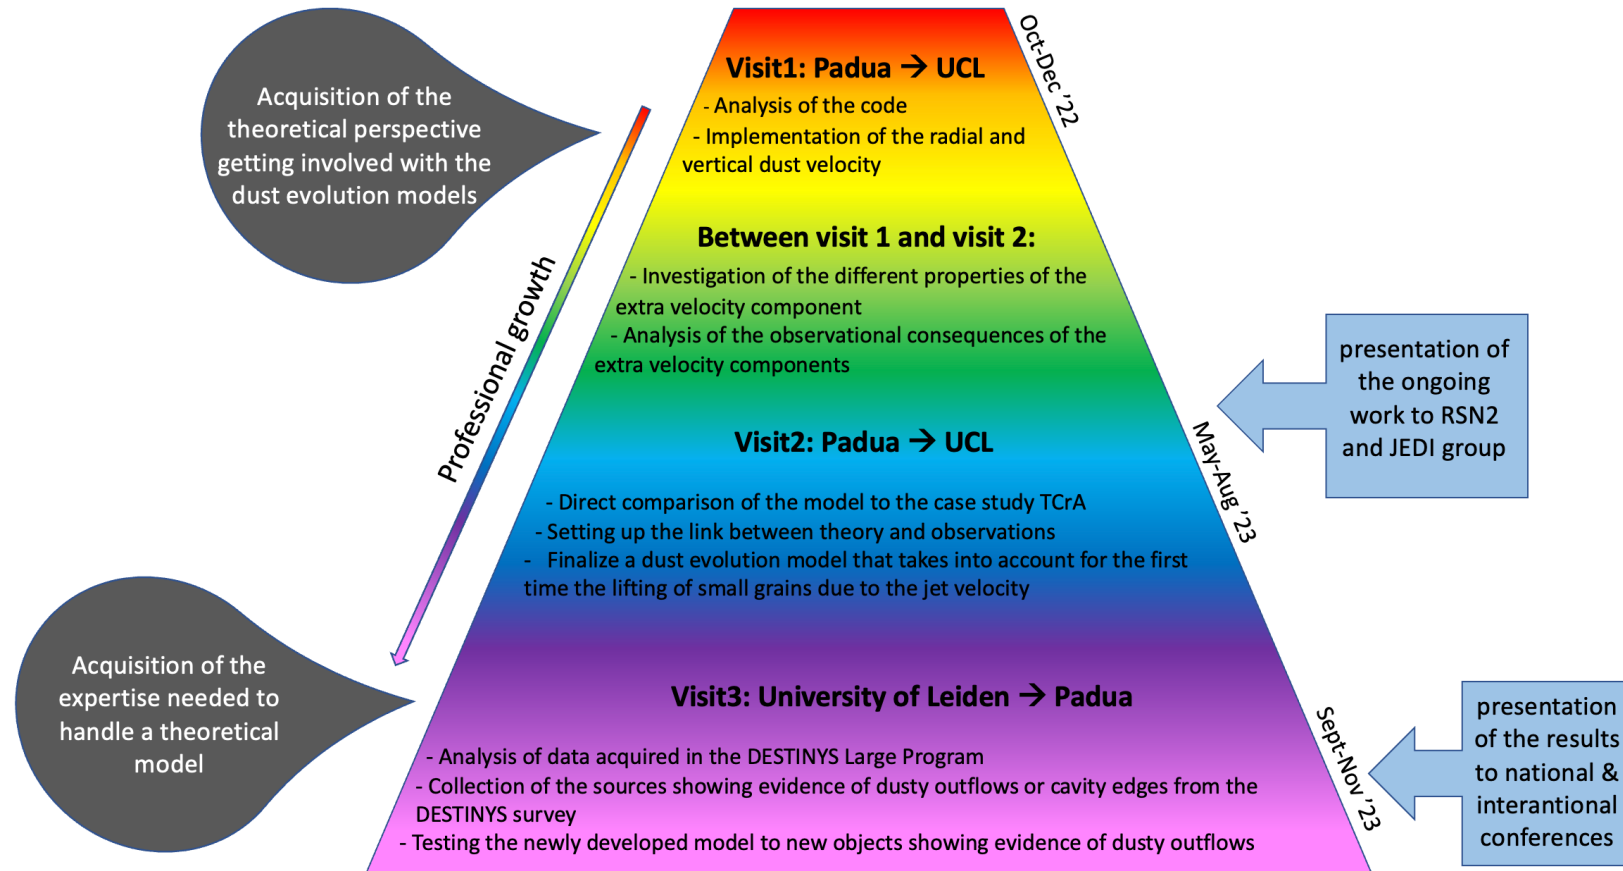 Acquisition of the
theoretical perspective
getting involved with the
dust evolution models
Professional growth
Acquisition of the
expertise needed to
handle a theoretical
model
Visit1: Padua → UCL
- Analysis of the code
- Implementation of the radial and
vertical dust velocity
Oct-Dec '22
Between visit 1 and visit 2:
- Investigation of the different properties of the
extra velocity component
- Analysis of the observational consequences of the
extra velocity components
presentation of
the ongoing
work to RSN2
and JEDI group
May-Aug '23
Visit2: Padua → UCL
- Direct comparison of the model to the case study TCrA
- Setting up the link between theory and observations
- Finalize a dust evolution model that takes into account for the first
time the lifting of small grains due to the jet velocity
Visit3: University of Leiden → Padua
- Analysis of data acquired in the DESTINYS Large Program
- Collection of the sources showing evidence of dusty outflows or cavity edges from the
DESTINYS survey
- Testing the newly developed model to new objects showing evidence of dusty outflows
Sept-Nov '23
presentation
of the results
to national &
interantional
conferences